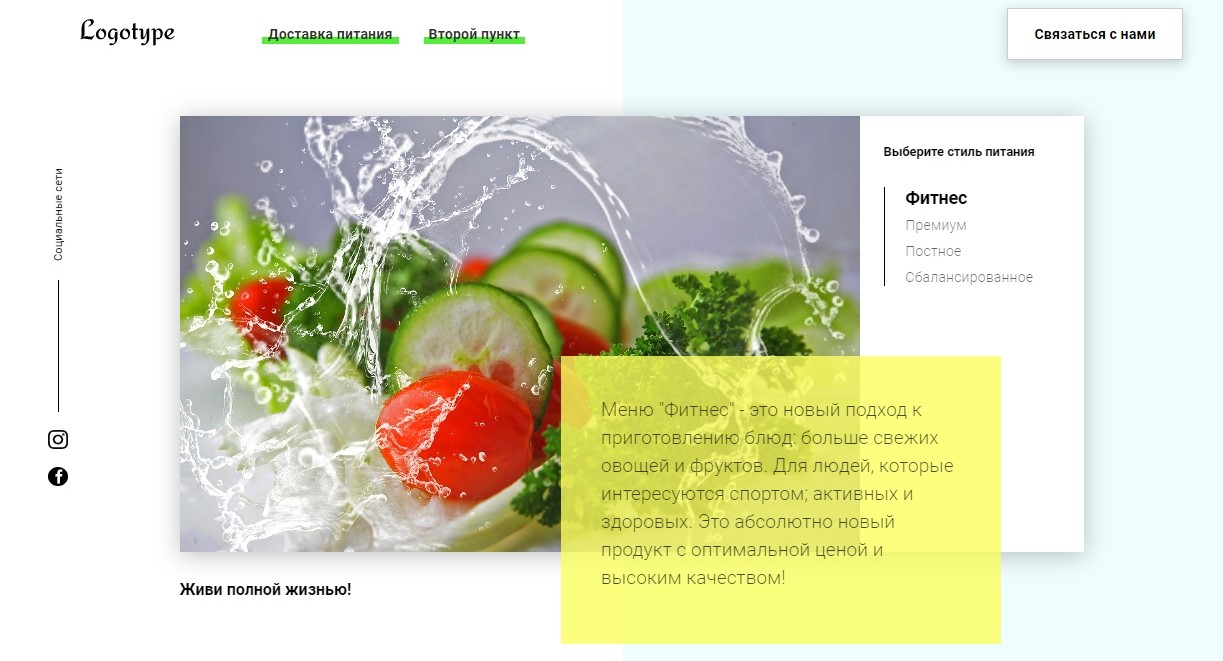 Logotype
Доставка питания
Второй пункт
Связаться с нами
Социальные сети
Выберите стиль питания
Фитнес
Премиум
Постное
Сбалансированное
Меню "Фитнес" - это новый подход к
приготовлению блюд: больше свежих
овощей и фруктов. Для людей, которые
интересуются спортом; активных и
здоровых. Это абсолютно новый
продукт с оптимальной ценой и
высоким качеством!
Живи полной жизнью!